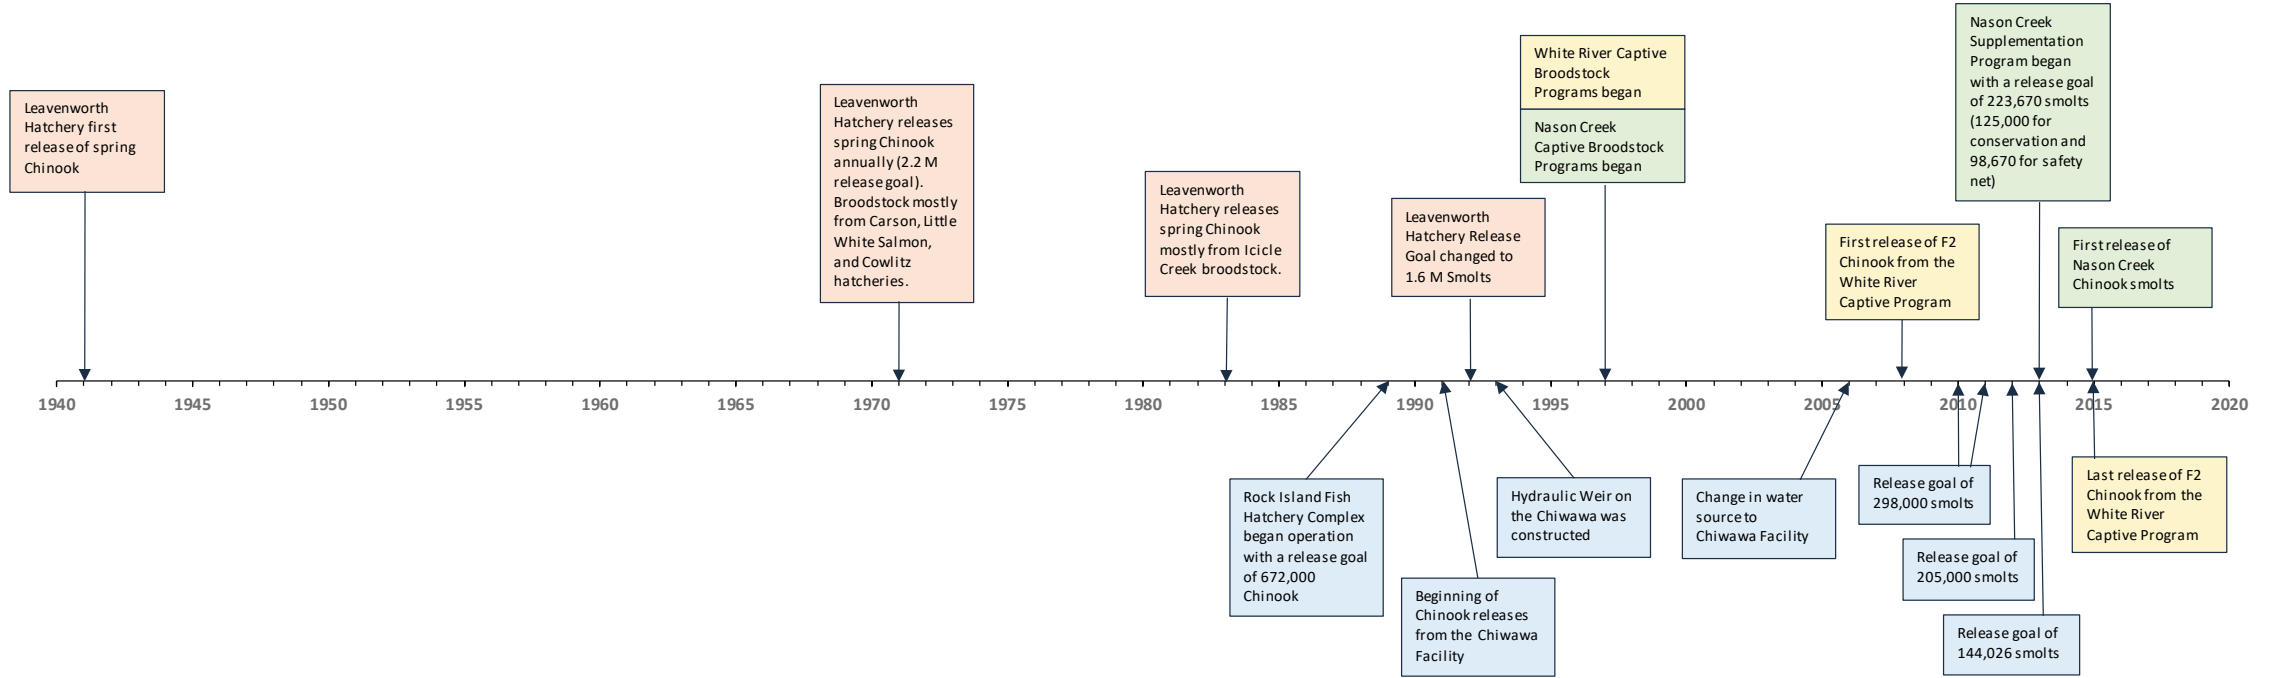 Leavenworth
Hatchery first
release of spring
Chinook
Leavenworth
Hatchery releases
spring Chinook
annually (2.2 M
release goal).
Broodstock mostly
from Carson, Little
White Salmon,
and Cowlitz
hatcheries.
Leavenworth
Hatchery releases
spring Chinook
mostly from Icicle
Creek broodstock.
Leavenworth
Hatchery Release
Goal changed to
1.6 M Smolts
White River Captive
Broodstock
Programs began
Nason Creek
Captive Broodstock
Programs began
First release of F2
Chinook from the
White River
Captive Program
Nason Creek
Supplementation
Program began
with a release goal
of 223,670 smolts
(125,000 for
conservation and
98,670 for safety
net)
First release of
Nason Creek
Chinook smolts
1940 1945 1950 1955 1960 1965 1970 1975 1980 1985 1990 1995 2000 2005 2010 2015 2020
Rock Island Fish
Hatchery Complex
began operation
with a release goal
of 672,000
Chinook
Beginning of
Chinook releases
from the Chiwawa
Facility
Hydraulic Weir on
the Chiwawa was
constructed
Change in water
source to
Chiwawa Facility
Release goal of
298,000 smolts
Release goal of
205,000 smolts
Release goal of
144,026 smolts
Last release of F2
Chinook from the
White River
Captive Program